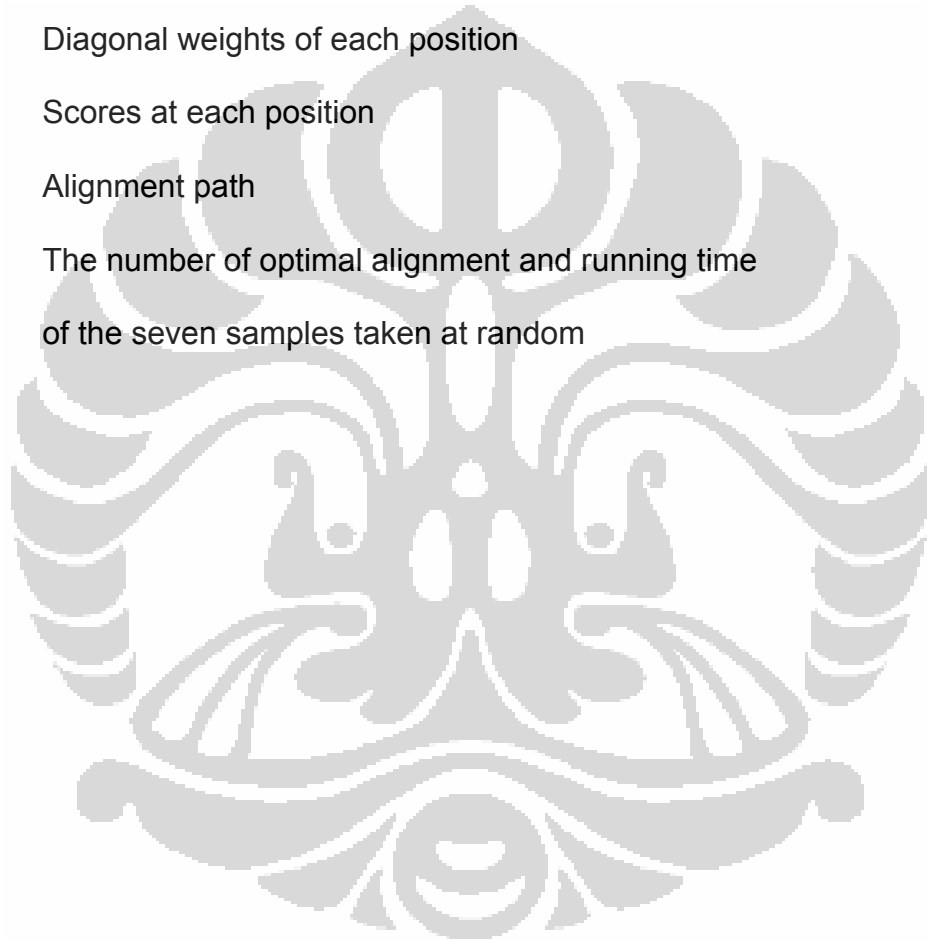 Diagonal weights of each position
Scores at each position
Alignment path
The number of optimal alignment and running time
of the seven samples taken at random